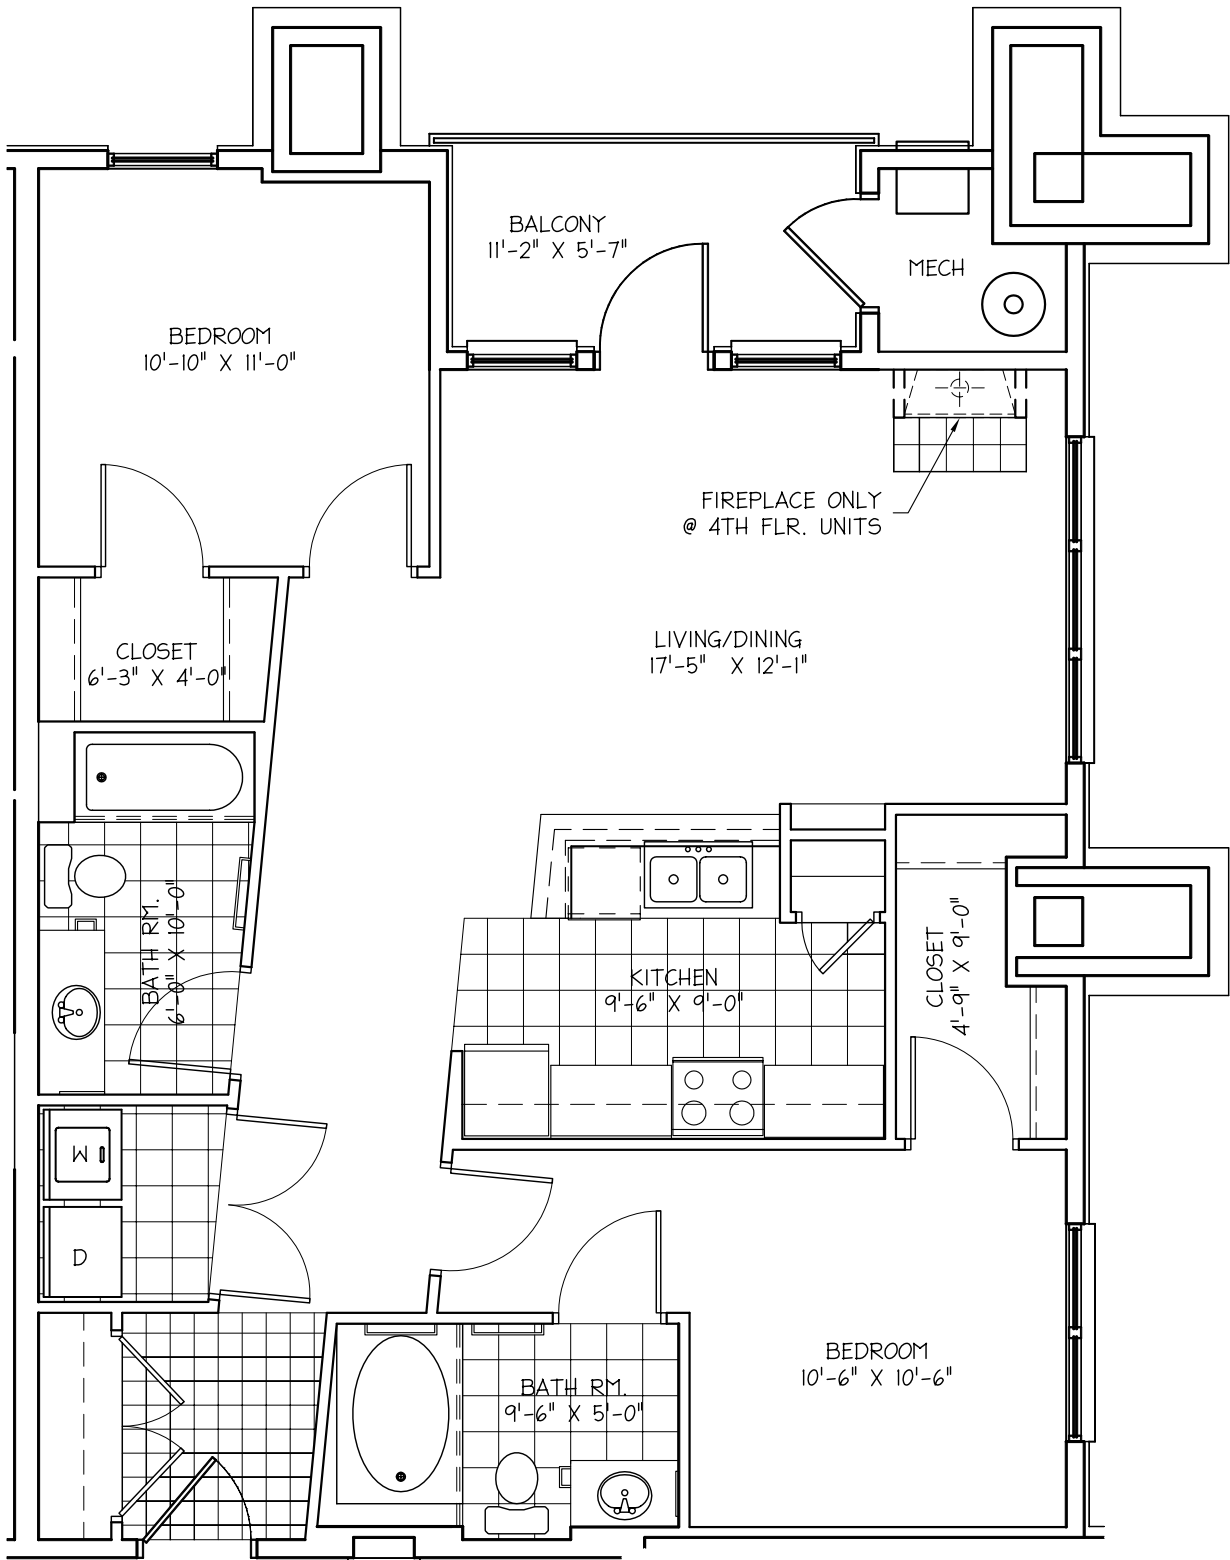 BALCONY
11'-2" X 5'-7"
MECH
BEDROOM
10'-10" X 11'-0"
FIREPLACE ONLY
@ 4TH FLR. UNITS
LIVING/DINING
17'-5" X 12'-1"
CLOSET
6'-3" X 4'-0"
BATH RM.
6'-0" X 10'-0"
KITCHEN
9'-6" X 9'-0"
CLOSET
4'-9" X 9'-0"
W
D
BEDROOM
10'-6" X 10'-6"
BATH RM.
9'-6" X 5'-0"